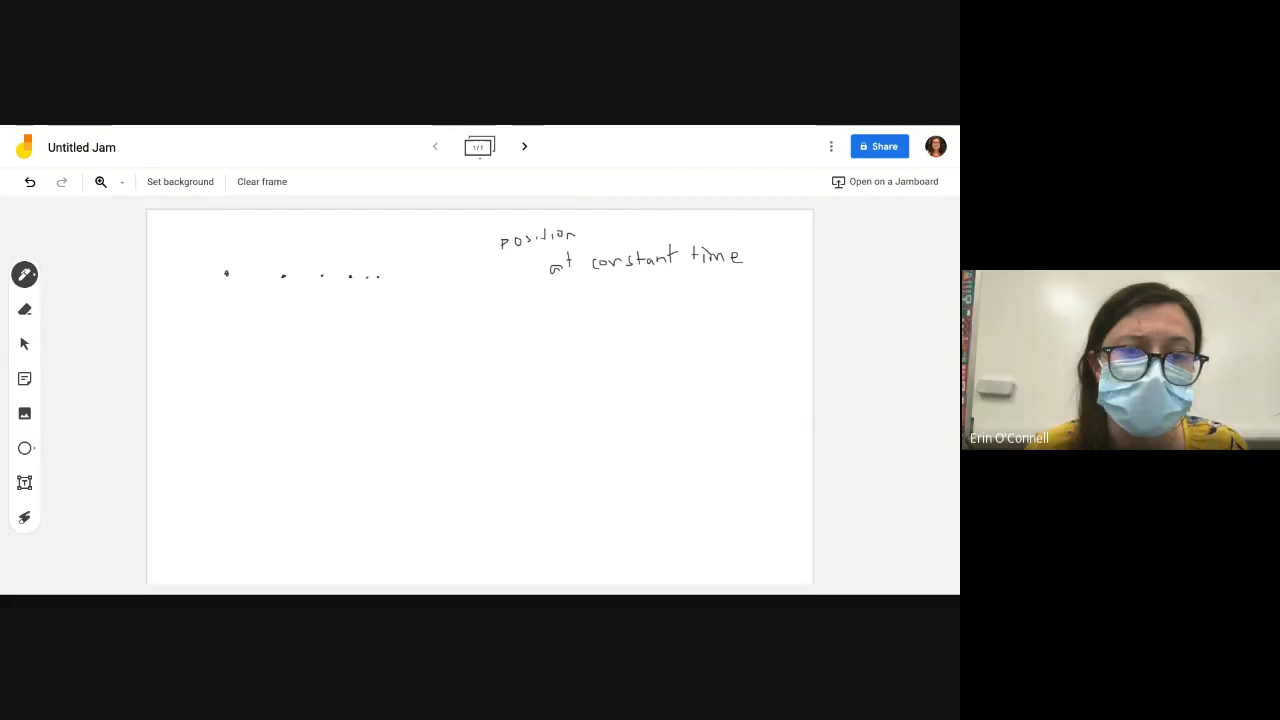 Untitled Jam
1/1
Share
Set background
Clear frame
Open on a Jamboard
position
at constant time
Erin O'Connell